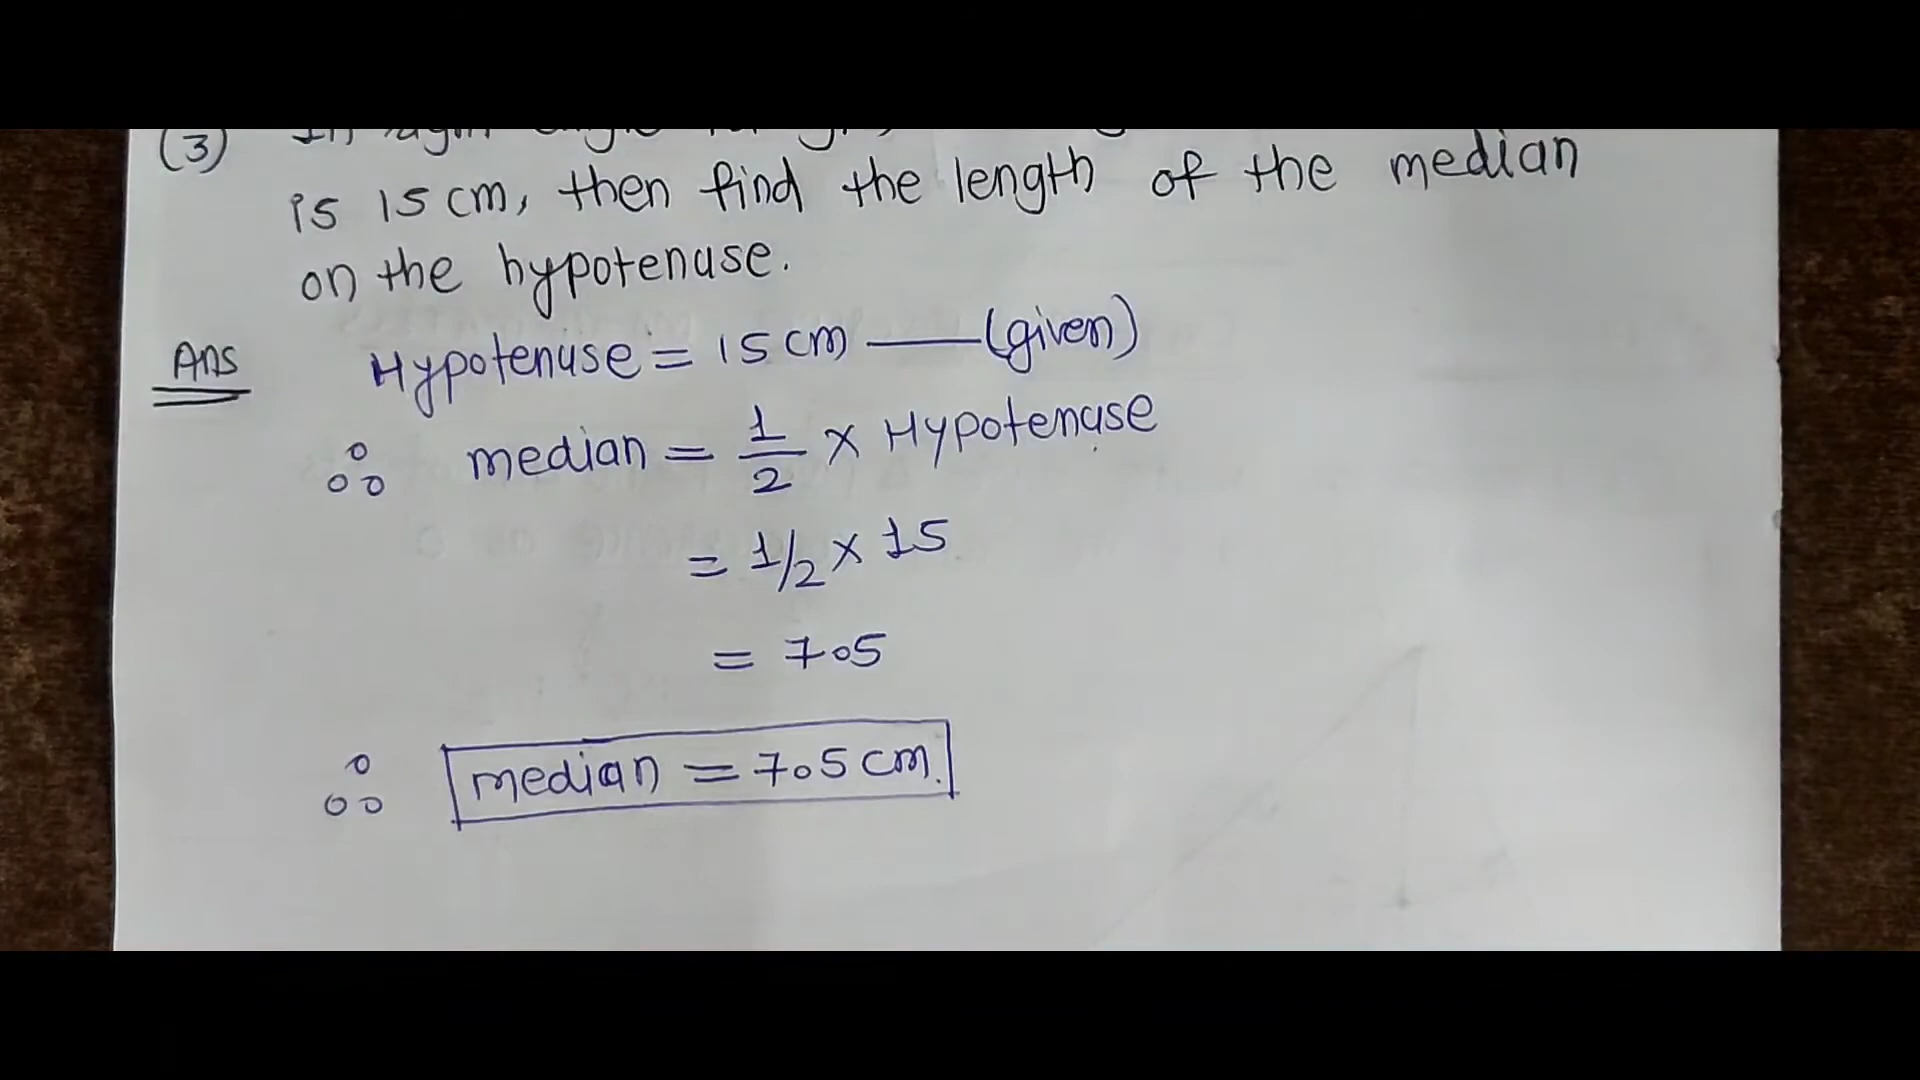 (3)
is 15 cm, then find the length of the median
on the hypotenuse.
Ans Hypotenuse = 15 cm —— (given)
∴ median = 1/2 × Hypotenuse
= 1/2 × 15
= 7.5
∴ median = 7.5 cm.